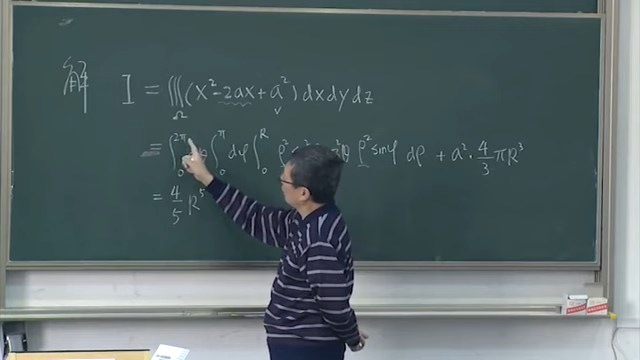 解 I = ∭_Ω (x² - 2ax + a²) dxdydz
= ∫₀^{2π} ∫₀^π dφ ∫₀^R ρ² ρ² sinφ dρ + a² · 4/3 πR³
= 4/5 R⁵